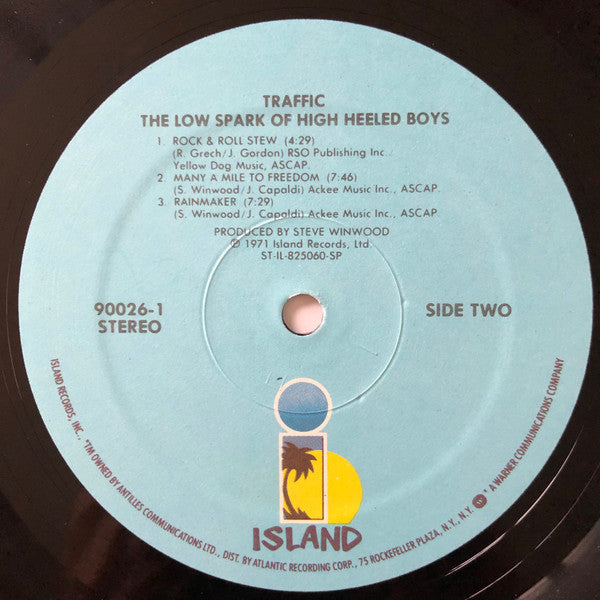 TRAFFIC
THE LOW SPARK OF HIGH HEELED BOYS
1. ROCK & ROLL STEW (4:29)
(R. Grech/J. Gordon) RSO Publishing Inc.
Yellow Dog Music, ASCAP.
2. MANY A MILE TO FREEDOM (7:46)
(S. Winwood/J. Capaldi) Ackee Music Inc., ASCAP.
3. RAINMAKER (7:29)
(S. Winwood/J. Capaldi) Ackee Music Inc., ASCAP
PRODUCED BY STEVE WINWOOD
℗ 1971 Island Records, Ltd.
ST-IL-825060-SP
90026-1
STEREO
SIDE TWO
ISLAND
ISLAND RECORDS, INC., *TM OWNED BY ANTILLES COMMUNICATIONS LTD., DIST. BY ATLANTIC RECORDING CORP., 75 ROCKEFELLER PLAZA, N.Y., N.Y. * A WARNER COMMUNICATIONS COMPANY